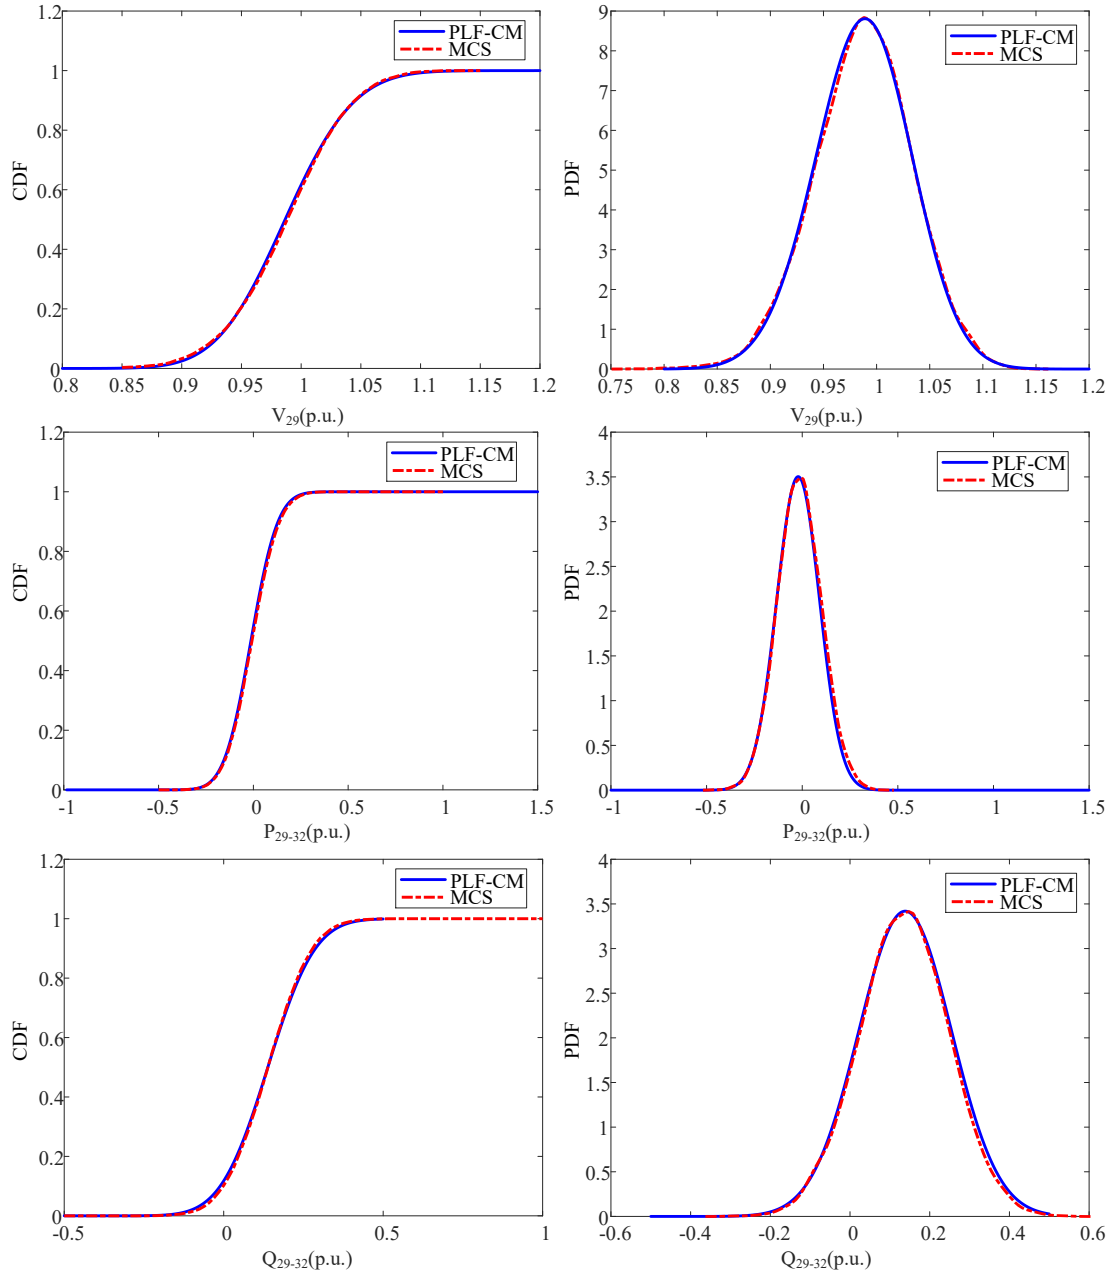 1.2
1
0.8
0.6
0.4
0.2
0
CDF
PLF-CM
MCS
0.8 0.85 0.9 0.95 1 1.05 1.1 1.15 1.2
V29(p.u.)
9
8
7
6
5
4
3
2
1
0
PDF
PLF-CM
MCS
0.75 0.8 0.85 0.9 0.95 1 1.05 1.1 1.15 1.2
V29(p.u.)
1.2
1
0.8
0.6
0.4
0.2
0
CDF
PLF-CM
MCS
-1 -0.5 0 0.5 1 1.5
P29-32(p.u.)
4
3.5
3
2.5
2
1.5
1
0.5
0
PDF
PLF-CM
MCS
-1 -0.5 0 0.5 1 1.5
P29-32(p.u.)
1.2
1
0.8
0.6
0.4
0.2
0
CDF
PLF-CM
MCS
-0.5 0 0.5 1
Q29-32(p.u.)
4
3.5
3
2.5
2
1.5
1
0.5
0
PDF
PLF-CM
MCS
-0.6 -0.4 -0.2 0 0.2 0.4 0.6
Q29-32(p.u.)